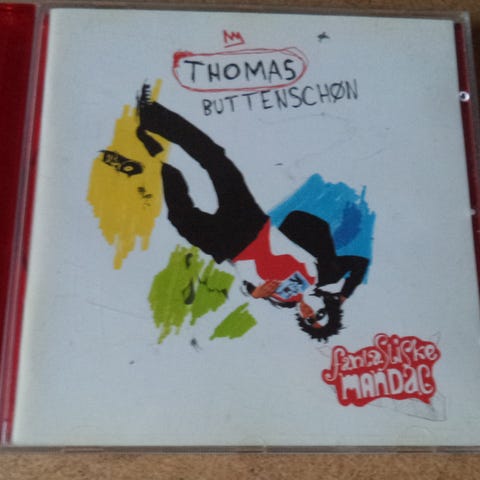 THOMAS
BUTTENSCHØN
fantastiske
MANDAG